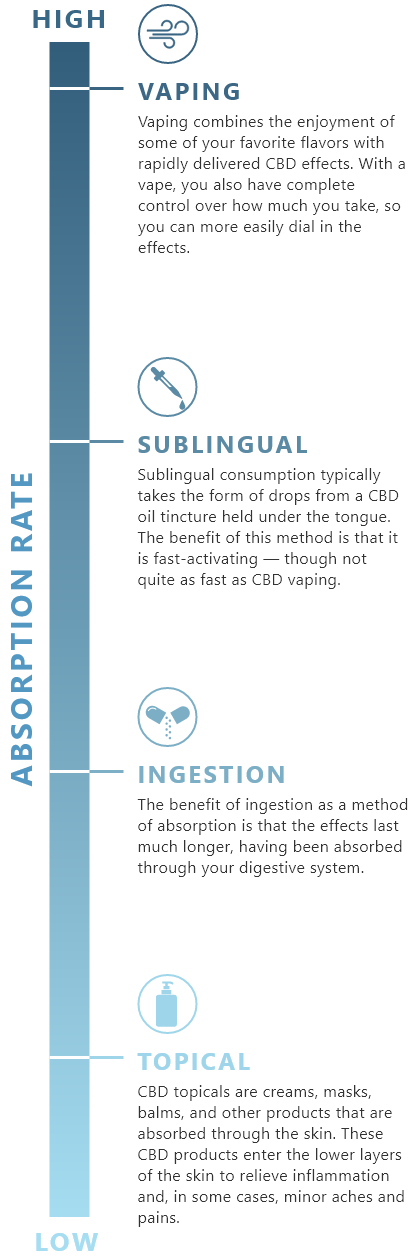 HIGH
VAPING
Vaping combines the enjoyment of
some of your favorite flavors with
rapidly delivered CBD effects. With a
vape, you also have complete
control over how much you take, so
you can more easily dial in the
effects.
SUBLINGUAL
Sublingual consumption typically
takes the form of drops from a CBD
oil tincture held under the tongue.
The benefit of this method is that it
is fast-activating — though not
quite as fast as CBD vaping.
ABSORPTION RATE
INGESTION
The benefit of ingestion as a method
of absorption is that the effects last
much longer, having been absorbed
through your digestive system.
TOPICAL
CBD topicals are creams, masks,
balms, and other products that are
absorbed through the skin. These
CBD products enter the lower layers
of the skin to relieve inflammation
and, in some cases, minor aches and
pains.
LOW